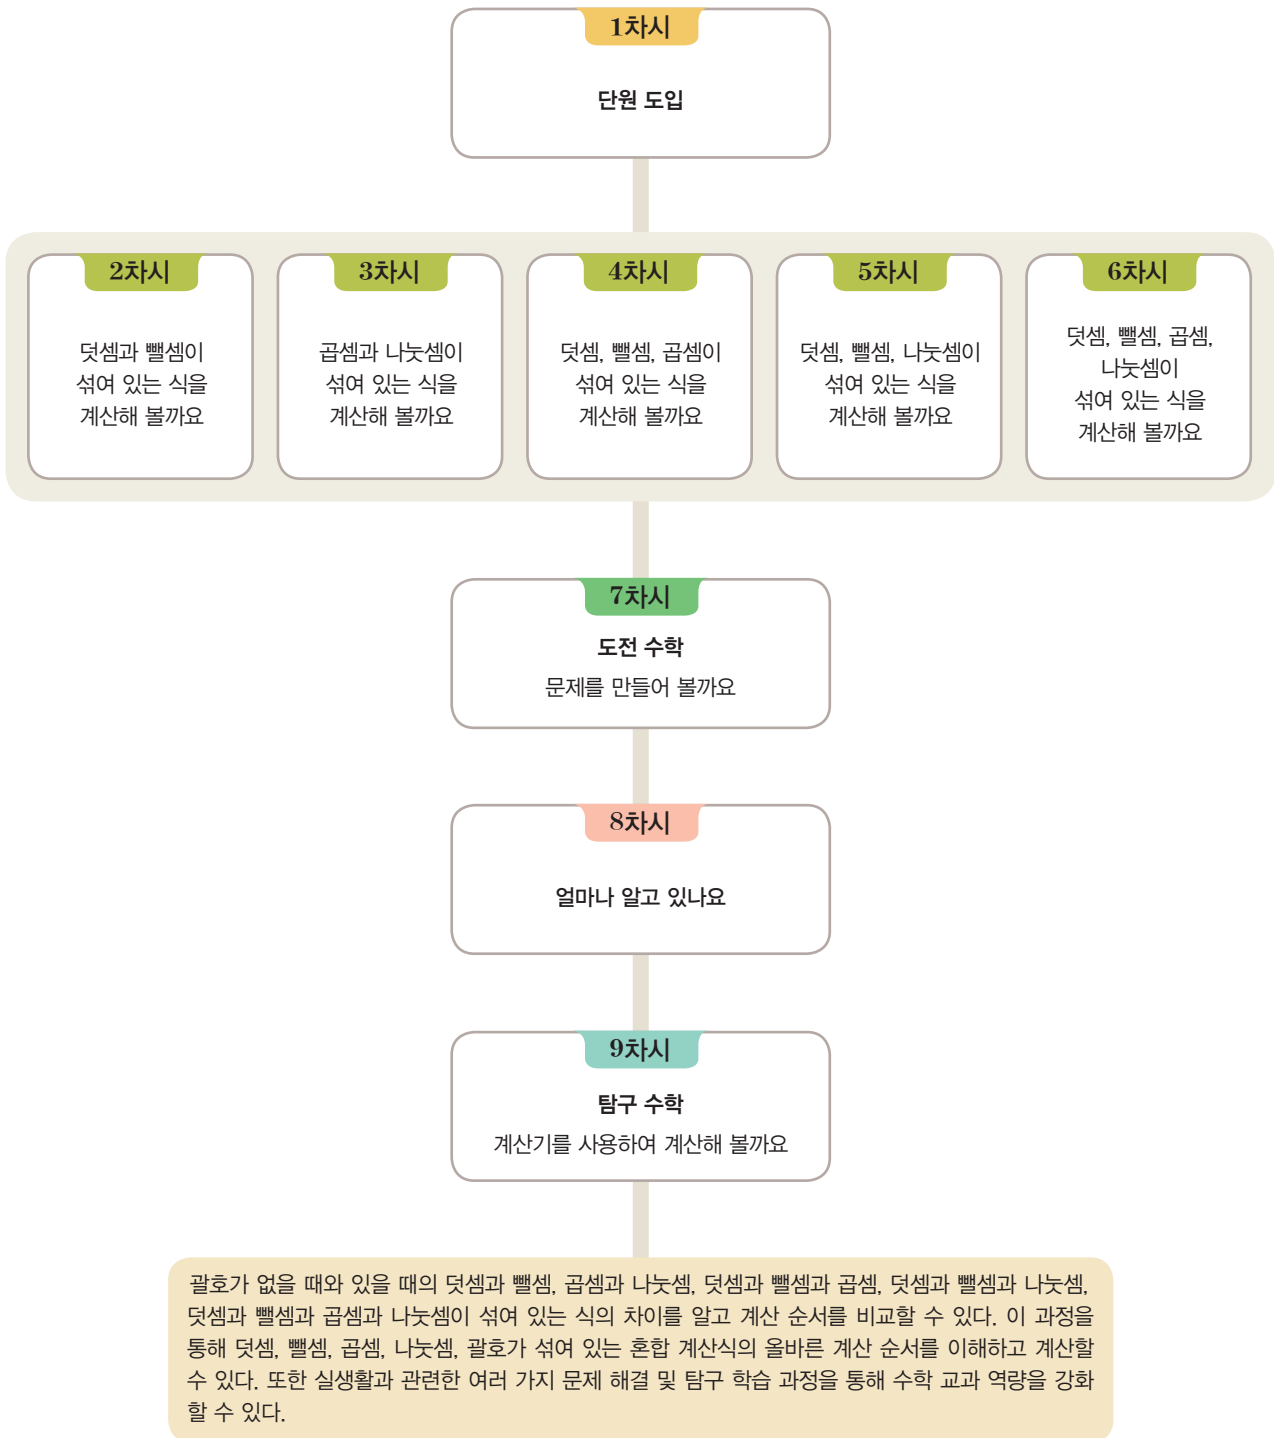 1차시
단원 도입
2차시
덧셈과 뺄셈이
섞여 있는 식을
계산해 볼까요
3차시
곱셈과 나눗셈이
섞여 있는 식을
계산해 볼까요
4차시
덧셈, 뺄셈, 곱셈이
섞여 있는 식을
계산해 볼까요
5차시
덧셈, 뺄셈, 나눗셈이
섞여 있는 식을
계산해 볼까요
6차시
덧셈, 뺄셈, 곱셈,
나눗셈이
섞여 있는 식을
계산해 볼까요
7차시
도전 수학
문제를 만들어 볼까요
8차시
얼마나 알고 있나요
9차시
탐구 수학
계산기를 사용하여 계산해 볼까요
괄호가 없을 때와 있을 때의 덧셈과 뺄셈, 곱셈과 나눗셈, 덧셈과 뺄셈과 곱셈, 덧셈과 뺄셈과 나눗셈,
덧셈과 뺄셈과 곱셈과 나눗셈이 섞여 있는 식의 차이를 알고 계산 순서를 비교할 수 있다. 이 과정을
통해 덧셈, 뺄셈, 곱셈, 나눗셈, 괄호가 섞여 있는 혼합 계산식의 올바른 계산 순서를 이해하고 계산할
수 있다. 또한 실생활과 관련한 여러 가지 문제 해결 및 탐구 학습 과정을 통해 수학 교과 역량을 강화
할 수 있다.